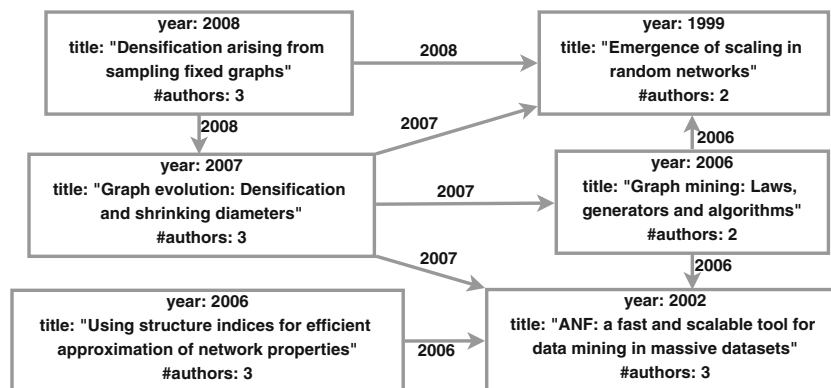 year: 2008
title: "Densification arising from
sampling fixed graphs"
#authors: 3
2008
year: 1999
title: "Emergence of scaling in
random networks"
#authors: 2
2008
2007
2006
year: 2007
title: "Graph evolution: Densification
and shrinking diameters"
#authors: 3
2007
year: 2006
title: "Graph mining: Laws,
generators and algorithms"
#authors: 2
2007
2006
year: 2006
title: "Using structure indices for efficient
approximation of network properties"
#authors: 3
2006
year: 2002
title: "ANF: a fast and scalable tool for
data mining in massive datasets"
#authors: 3